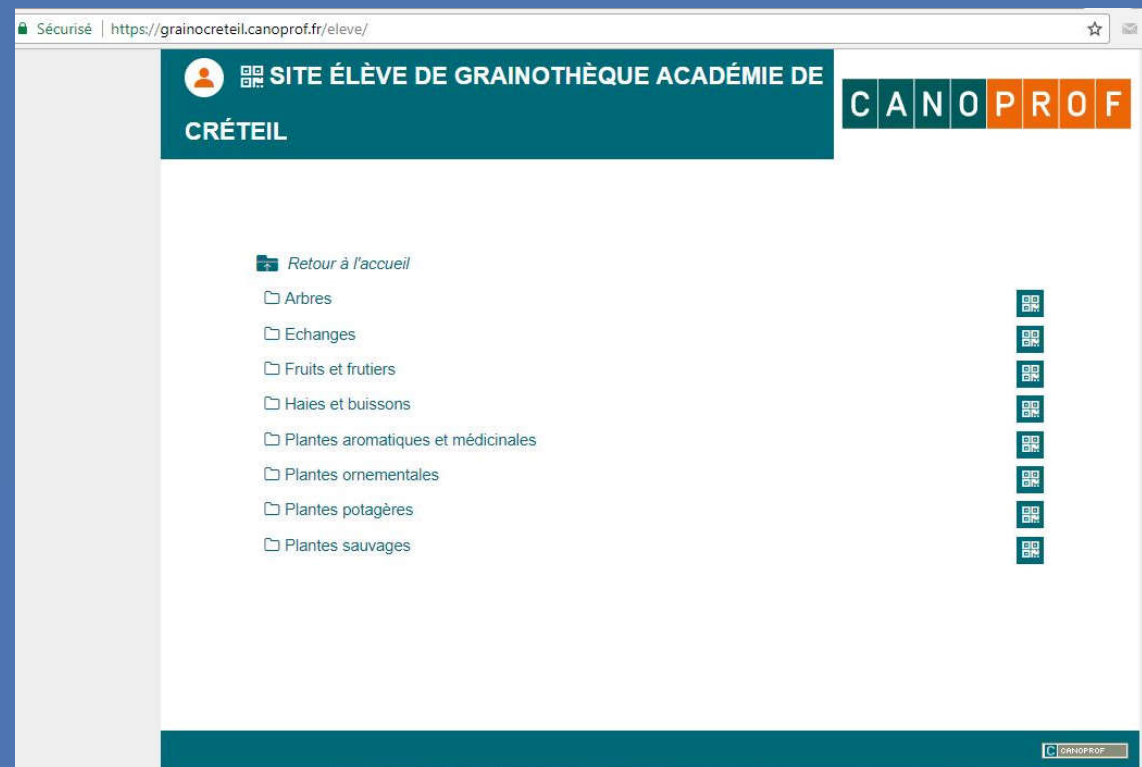 Sécurisé | https://grainocreteil.canoprof.fr/eleve/
SITE ÉLÈVE DE GRAINOTHÈQUE ACADÉMIE DE
CRÉTEIL
CANOPROF
Retour à l'accueil
Arbres
Echanges
Fruits et frutiers
Haies et buissons
Plantes aromatiques et médicinales
Plantes ornementales
Plantes potagères
Plantes sauvages
C CANOPROF